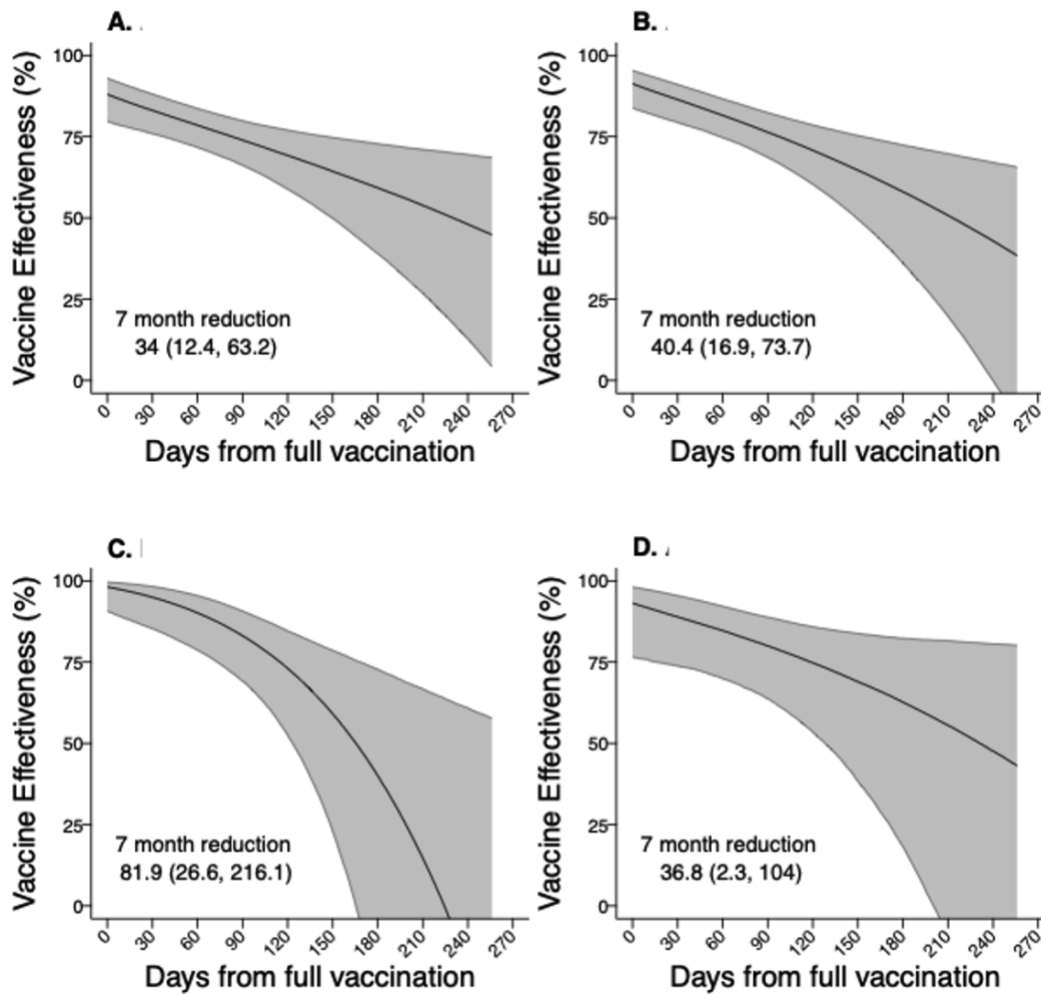 A.
Vaccine Effectiveness (%)
100
75
50
25
0
7 month reduction
34 (12.4, 63.2)
0 30 60 90 120 150 180 210 240 270
Days from full vaccination
B.
Vaccine Effectiveness (%)
100
75
50
25
0
7 month reduction
40.4 (16.9, 73.7)
0 30 60 90 120 150 180 210 240 270
Days from full vaccination
C.
Vaccine Effectiveness (%)
100
75
50
25
0
7 month reduction
81.9 (26.6, 216.1)
0 30 60 90 120 150 180 210 240 270
Days from full vaccination
D.
Vaccine Effectiveness (%)
100
75
50
25
0
7 month reduction
36.8 (2.3, 104)
0 30 60 90 120 150 180 210 240 270
Days from full vaccination